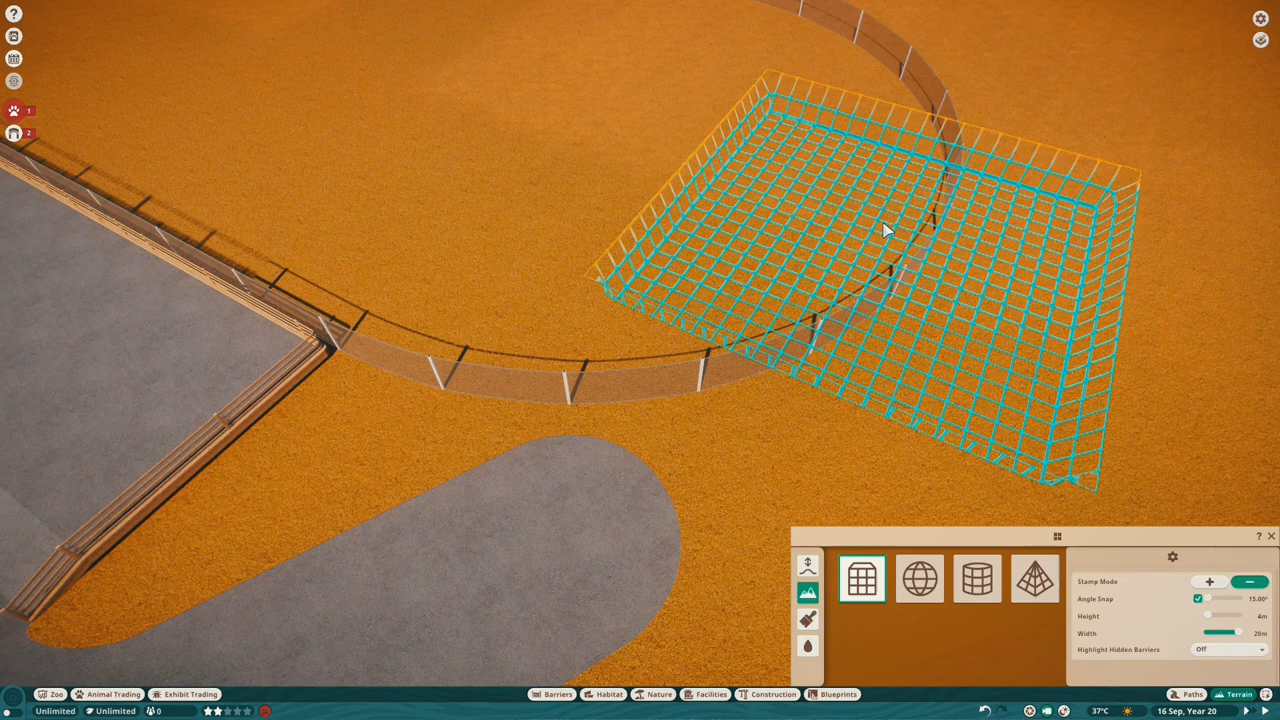 ?
1
2
?
Stamp Mode
Angle Snap 15.00°
Height 4m
Width 20m
Highlight Hidden Barriers Off
Zoo Animal Trading Exhibit Trading Barriers Habitat Nature Facilities Construction Blueprints Paths Terrain
Unlimited Unlimited 0 37°C 16 Sep, Year 20